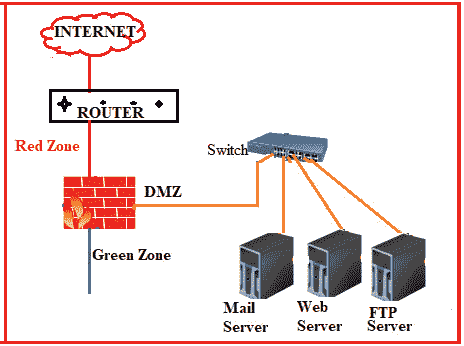 INTERNET
ROUTER
Red Zone
Switch
DMZ
Green Zone
Mail
Server
Web
Server
FTP
Server